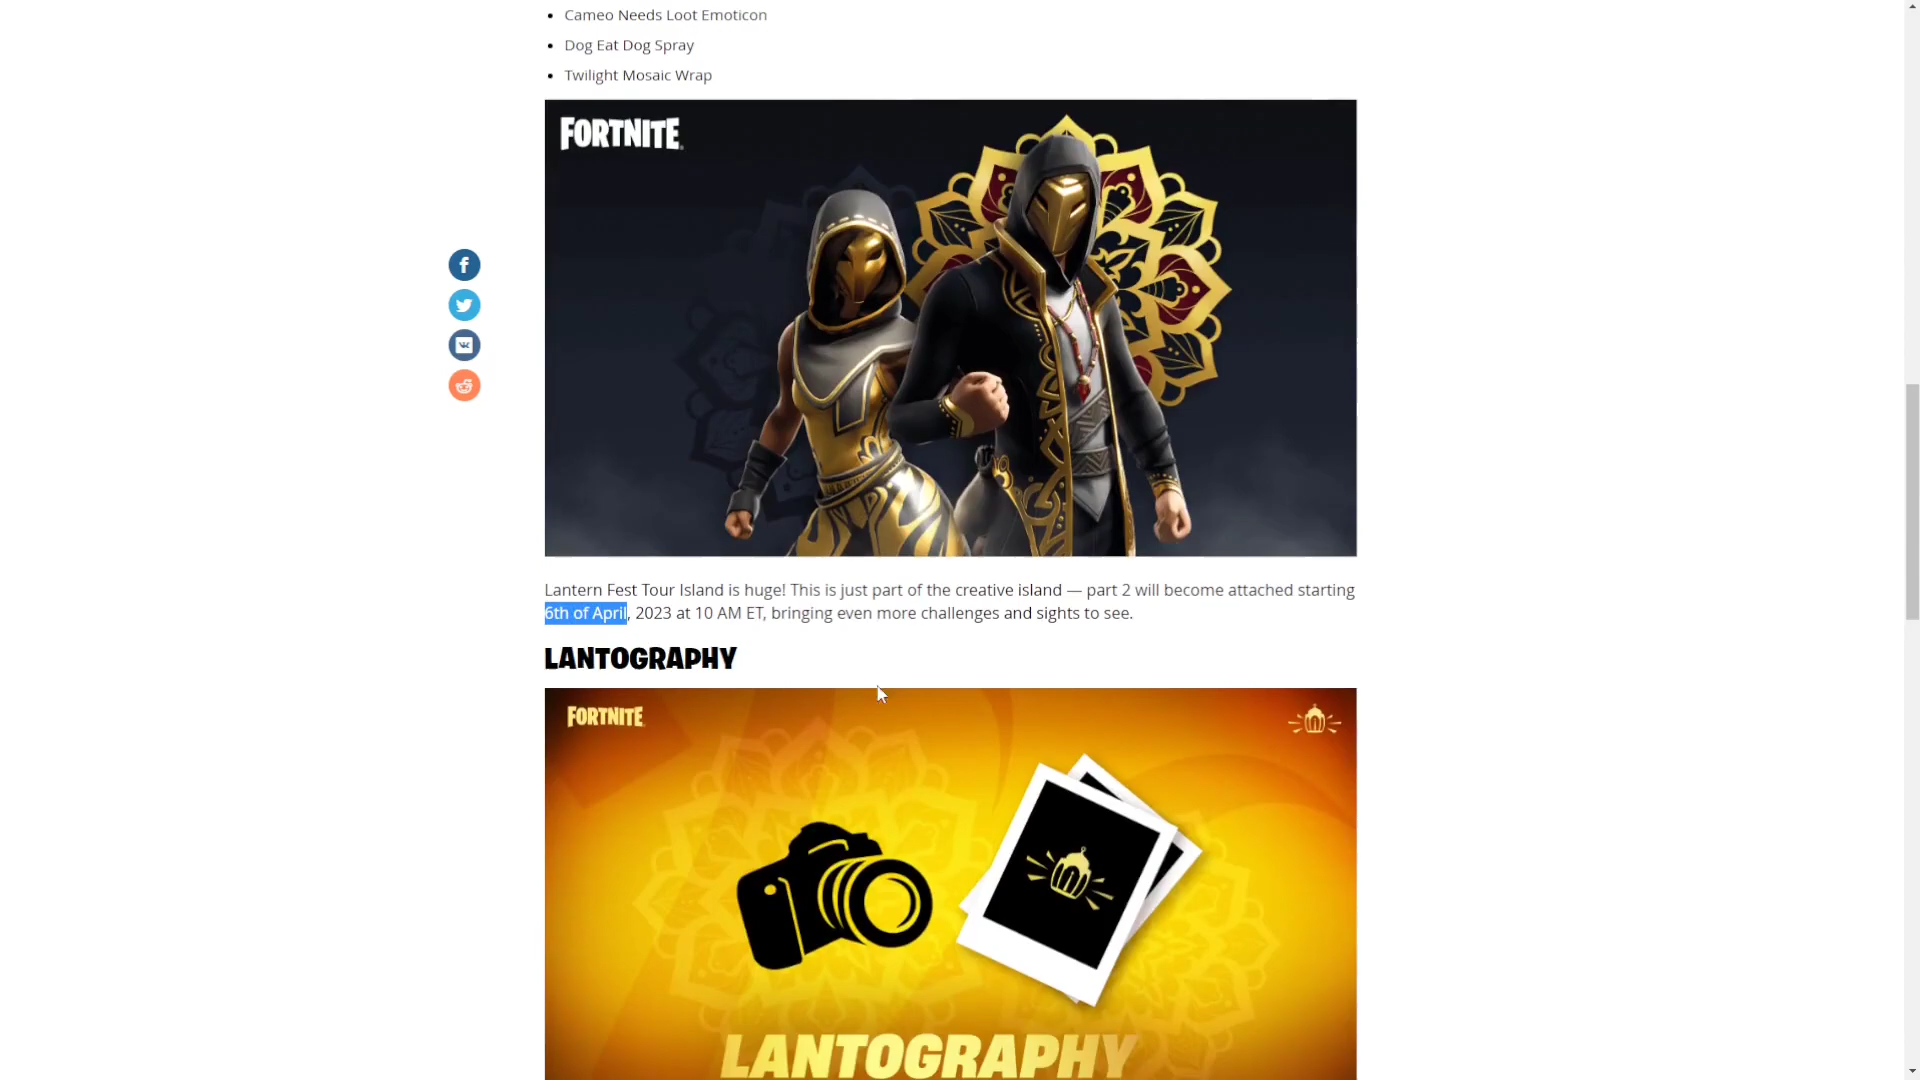 Cameo Needs Loot Emoticon
Dog Eat Dog Spray
Twilight Mosaic Wrap
FORTNITE
Lantern Fest Tour Island is huge! This is just part of the creative island — part 2 will become attached starting
6th of April, 2023 at 10 AM ET, bringing even more challenges and sights to see.
LANTOGRAPHY
FORTNITE
LANTOGRAPHY